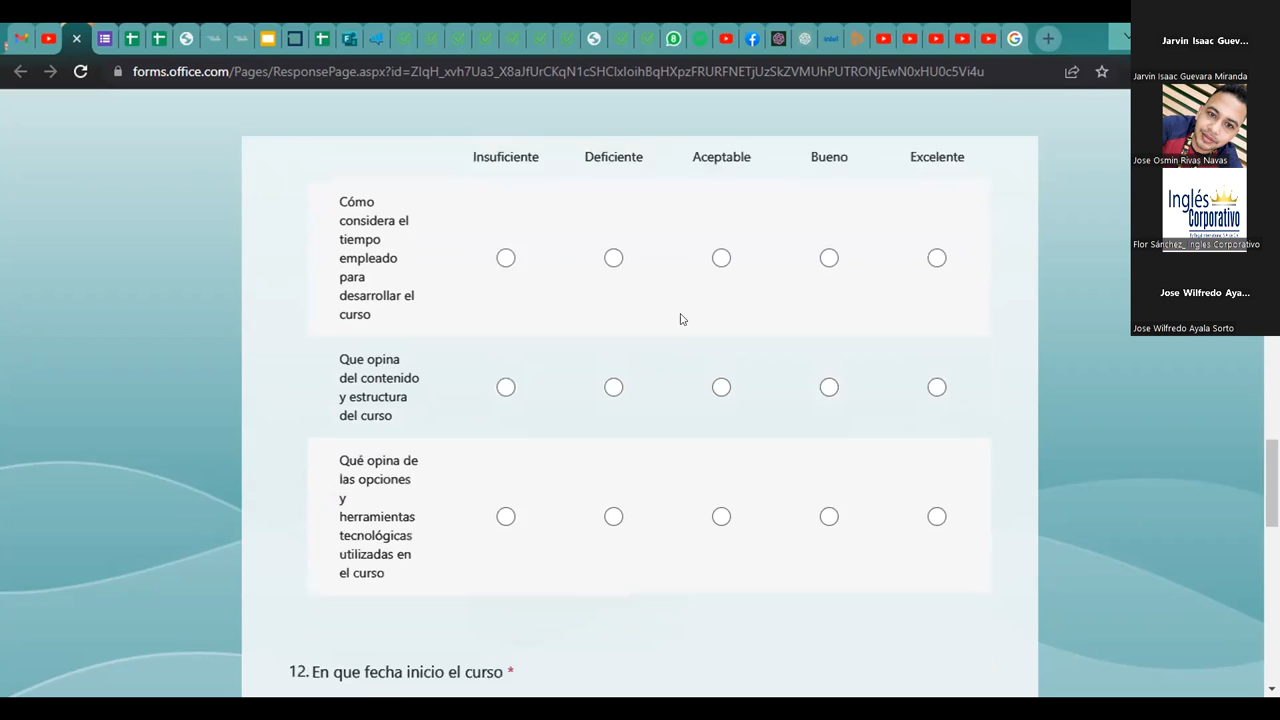 forms.office.com/Pages/ResponsePage.aspx?id=ZIqH_xvh7Ua3_X8aJfUrCKqN1cSHClxIoihBqHXpzFRURFNETjUzSkZVMUhPUTRONjEwN0xHU0c5Vi4u
Insuficiente Deficiente Aceptable Bueno Excelente
Cómo
considera el
tiempo
empleado
para
desarrollar el
curso
Que opina
del contenido
y estructura
del curso
Qué opina de
las opciones
y
herramientas
tecnológicas
utilizadas en
el curso
12. En que fecha inicio el curso *
Jarvin Isaac Guev...
Jarvin Isaac Guevara Miranda
Jose Osmin Rivas Navas
Inglés
Corporativo
Flor Sánchez_ Inglés Corporativo
Jose Wilfredo Aya...
Jose Wilfredo Ayala Sorto